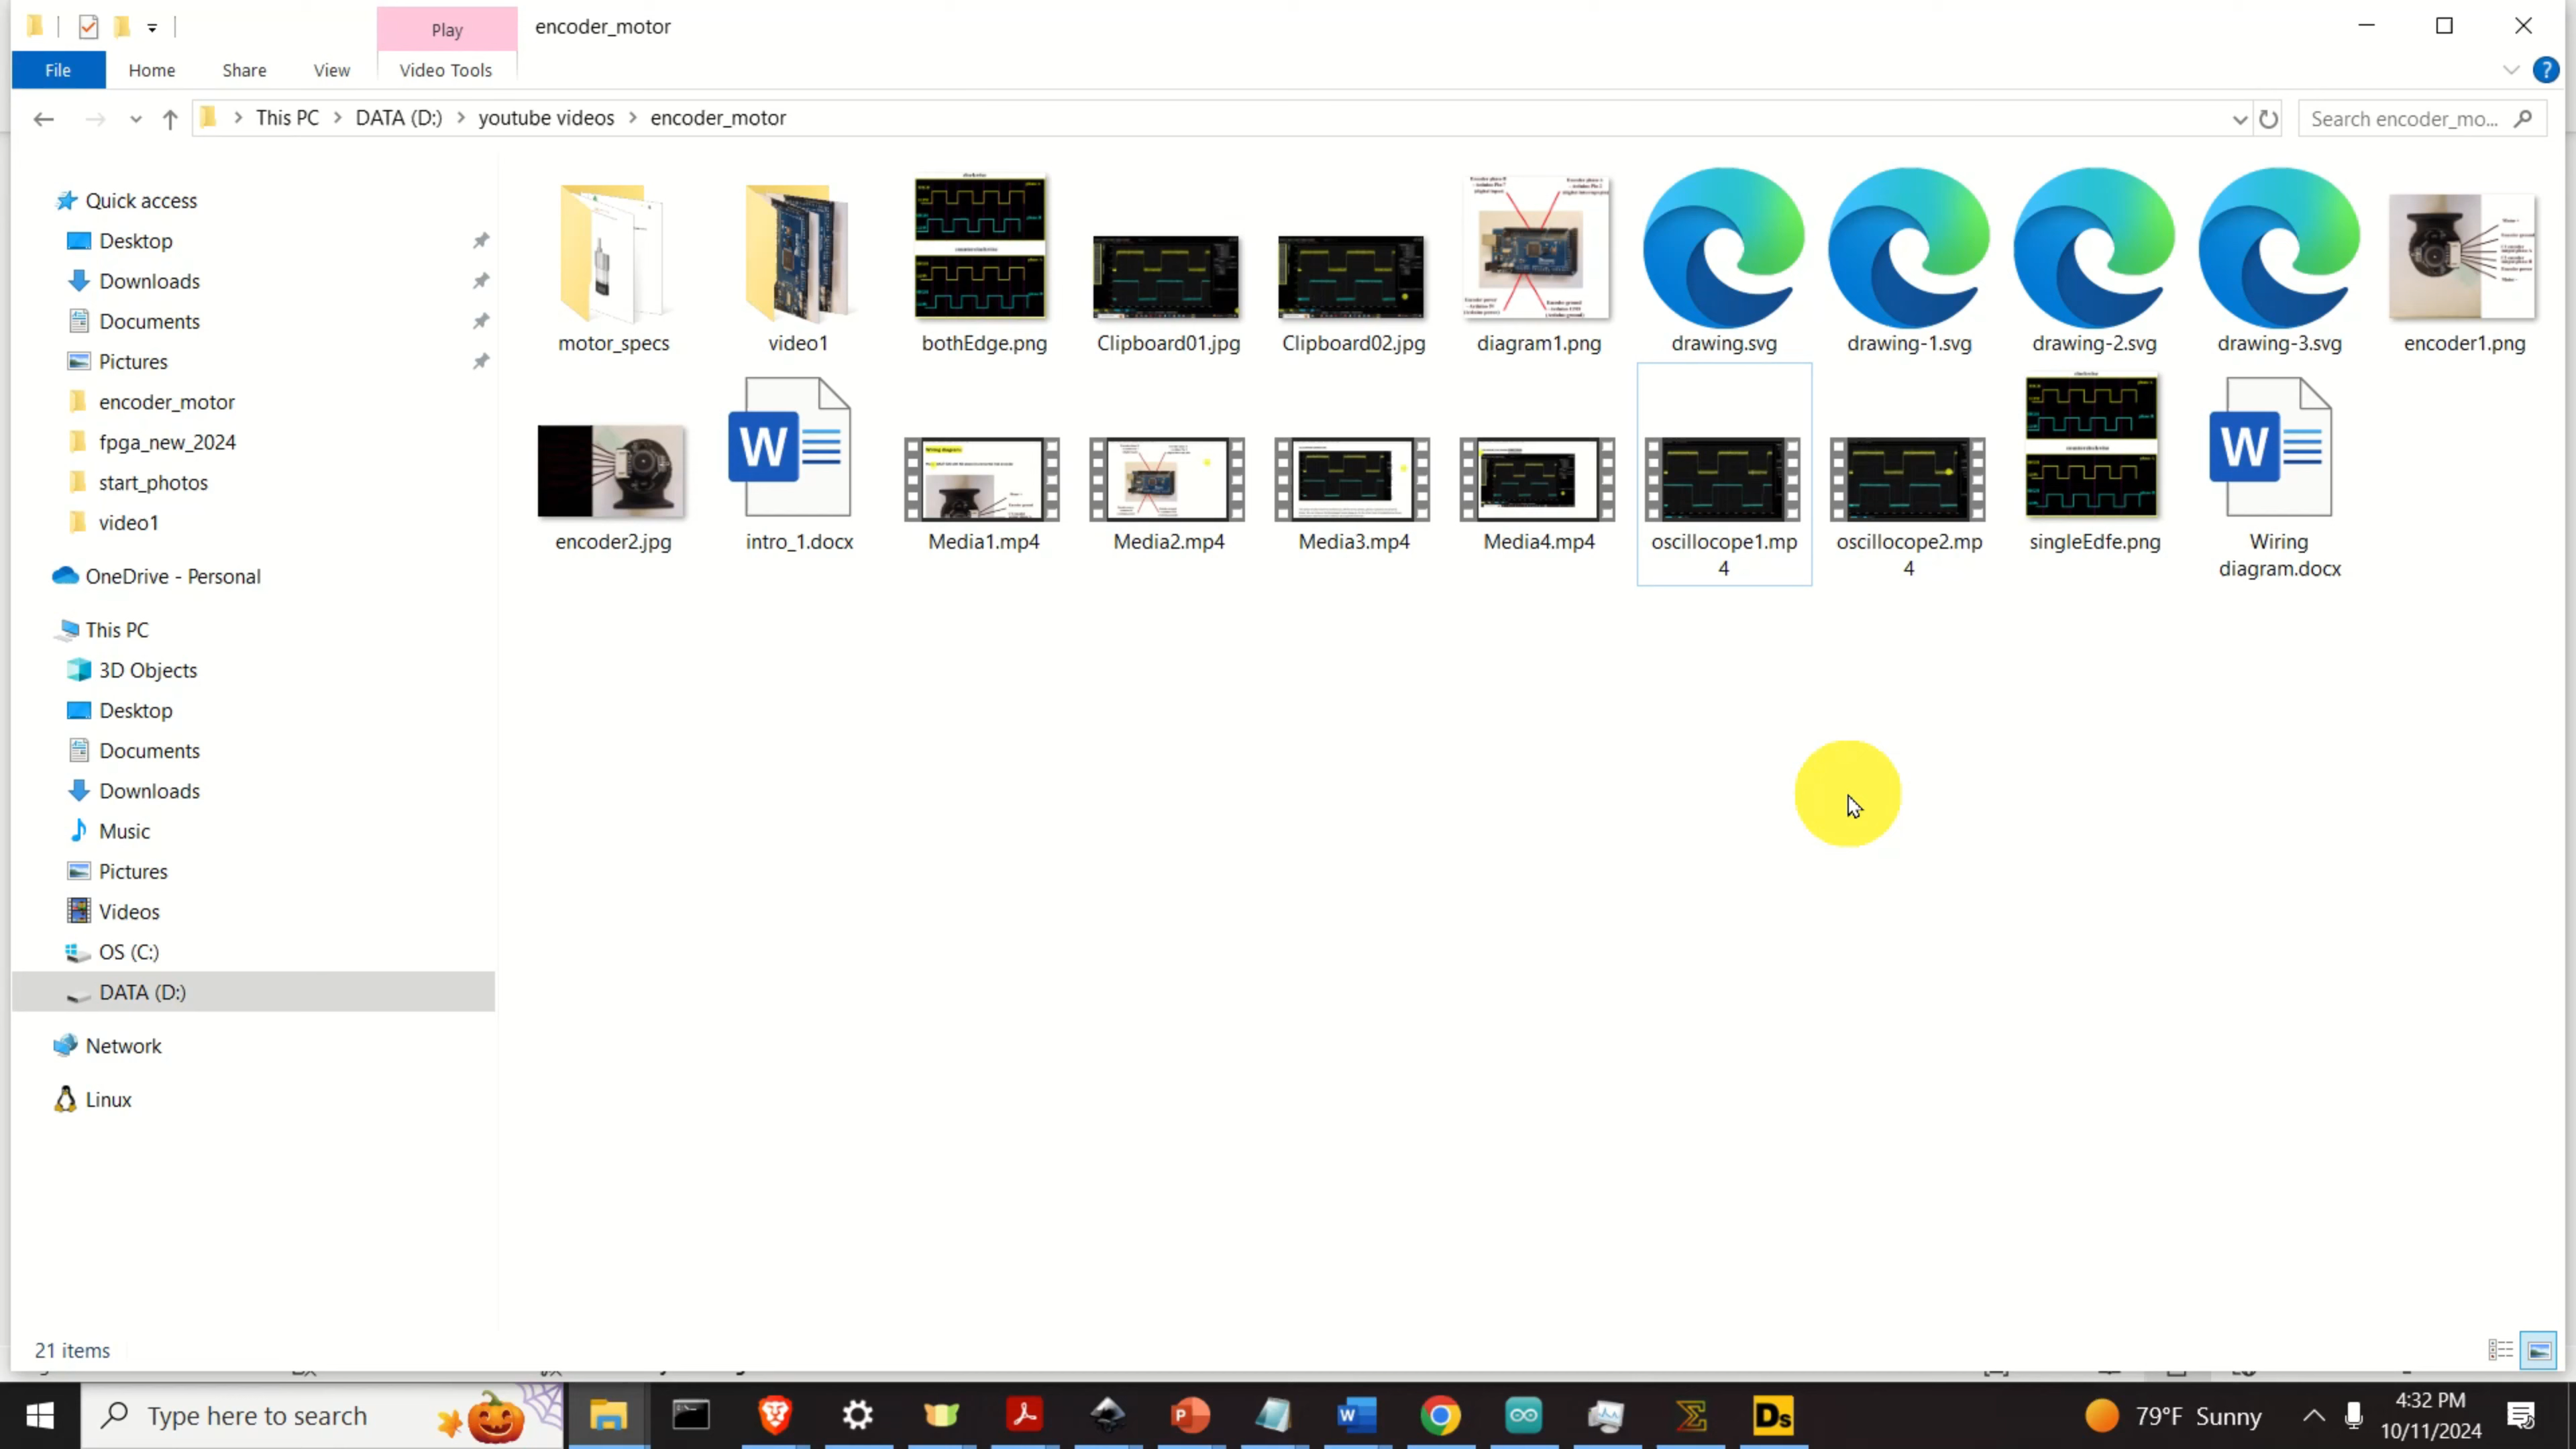 Play
encoder_motor
File
Home
Share
View
Video Tools
This PC
DATA (D:)
youtube videos
encoder_motor
Search encoder_mo...
Quick access
Desktop
Downloads
Documents
Pictures
encoder_motor
fpga_new_2024
start_photos
video1
OneDrive - Personal
This PC
3D Objects
Desktop
Documents
Downloads
Music
Pictures
Videos
OS (C:)
DATA (D:)
Network
Linux
motor_specs
video1
bothEdge.png
Clipboard01.jpg
Clipboard02.jpg
diagram1.png
drawing.svg
drawing-1.svg
drawing-2.svg
drawing-3.svg
encoder1.png
encoder2.jpg
intro_1.docx
Media1.mp4
Media2.mp4
Media3.mp4
Media4.mp4
oscillocope1.mp
4
oscillocope2.mp
4
singleEdfe.png
Wiring
diagram.docx
21 items
Type here to search
79°F Sunny
4:32 PM
10/11/2024